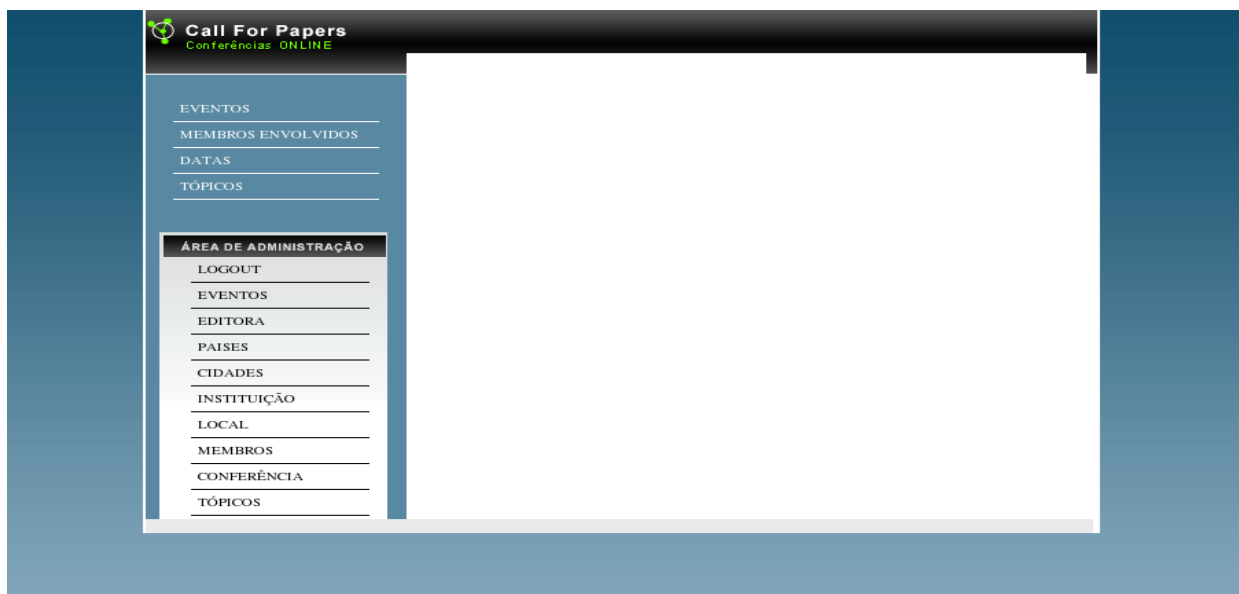 Call For Papers
Conferências ONLINE
EVENTOS
MEMBROS ENVOLVIDOS
DATAS
TÓPICOS
ÁREA DE ADMINISTRAÇÃO
LOGOUT
EVENTOS
EDITORA
PAISES
CIDADES
INSTITUIÇÃO
LOCAL
MEMBROS
CONFERÊNCIA
TÓPICOS